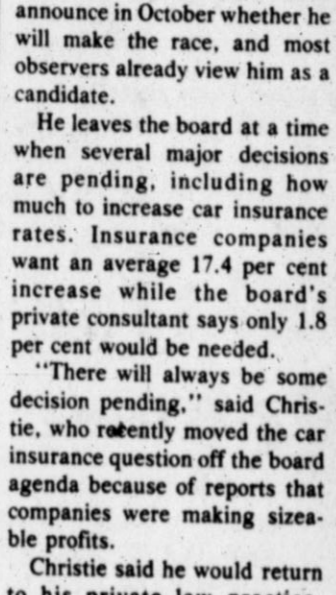 announce in October whether he
will make the race, and most
observers already view him as a
candidate.
He leaves the board at a time
when several major decisions
are pending, including how
much to increase car insurance
rates. Insurance companies
want an average 17.4 per cent
increase while the board's
private consultant says only 1.8
per cent would be needed.
"There will always be some
decision pending," said Chris-
tie, who recently moved the car
insurance question off the board
agenda because of reports that
companies were making sizea-
ble profits.
Christie said he would return
to his private law